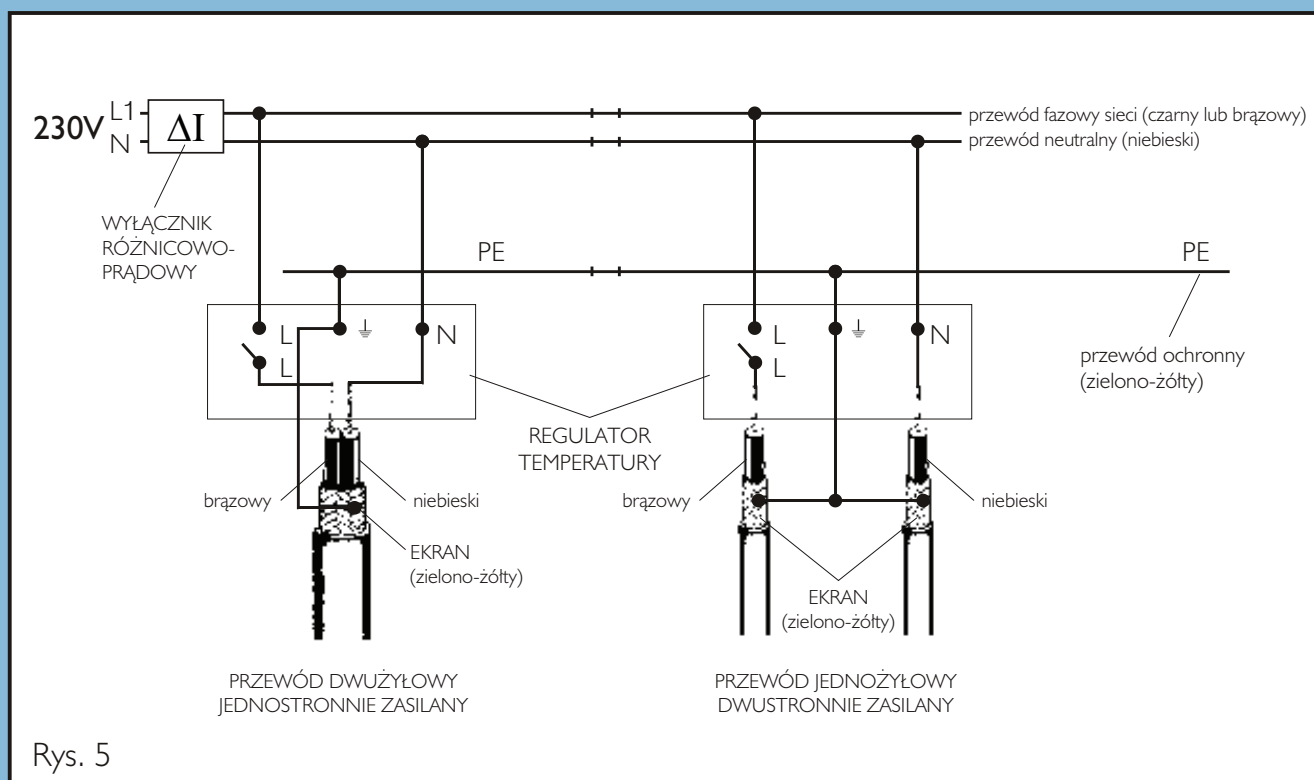 230V
L1
N
ΔI
przewód fazowy sieci (czarny lub brązowy)
przewód neutralny (niebieski)
WYŁĄCZNIK
RÓŻNICOWO-
PRĄDOWY
PE
PE
L
L
N
L
L
N
przewód ochronny
(zielono-żółty)
REGULATOR
TEMPERATURY
brązowy
niebieski
brązowy
niebieski
EKRAN
(zielono-żółty)
EKRAN
(zielono-żółty)
PRZEWÓD DWUŻYŁOWY
JEDNOSTRONNIE ZASILANY
PRZEWÓD JEDNOŻYŁOWY
DWUSTRONNIE ZASILANY
Rys. 5